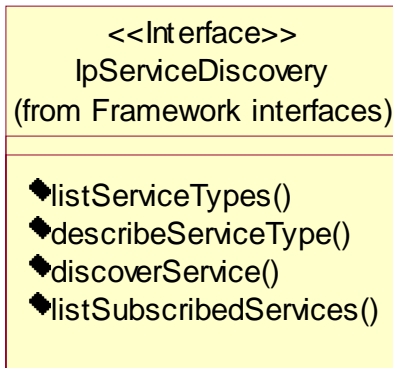 <<Interface>>
IpServiceDiscovery
(from Framework interfaces)
listServiceTypes()
describeServiceType()
discoverService()
listSubscribedServices()